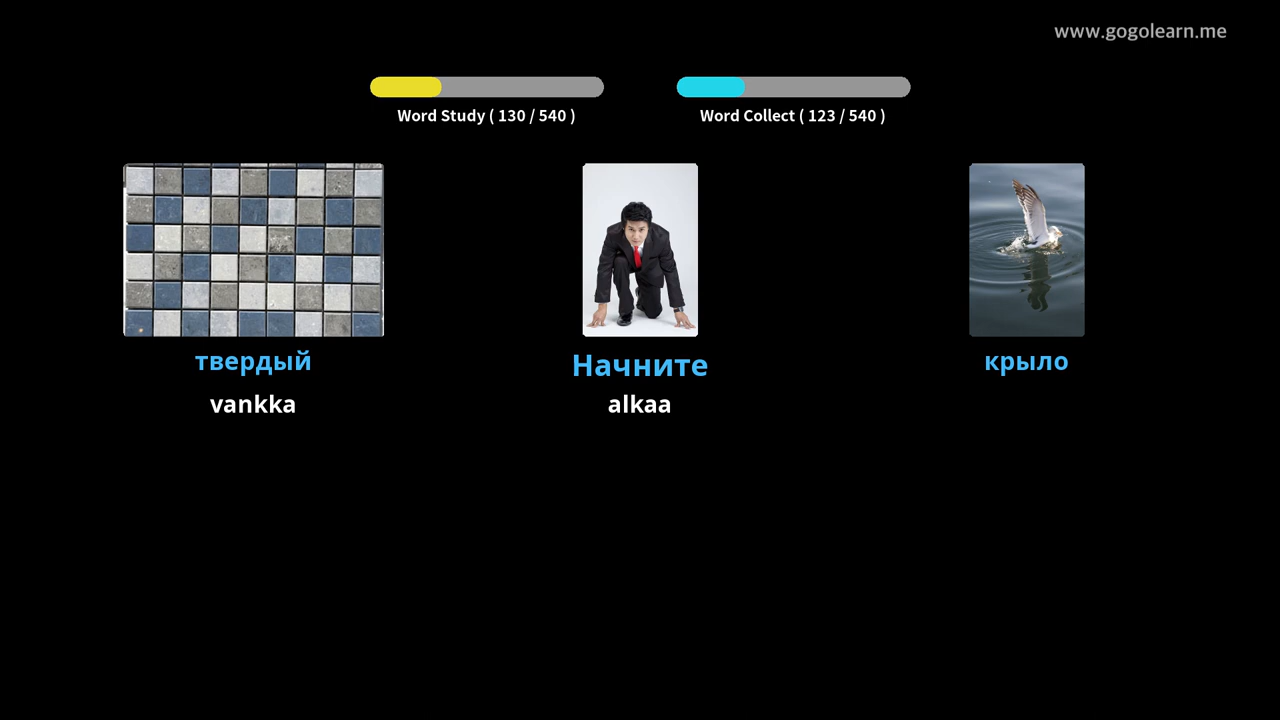 www.gogolearn.me
Word Study ( 130 / 540 )
Word Collect ( 123 / 540 )
твердый
Начните
крыло
vankka
alkaa